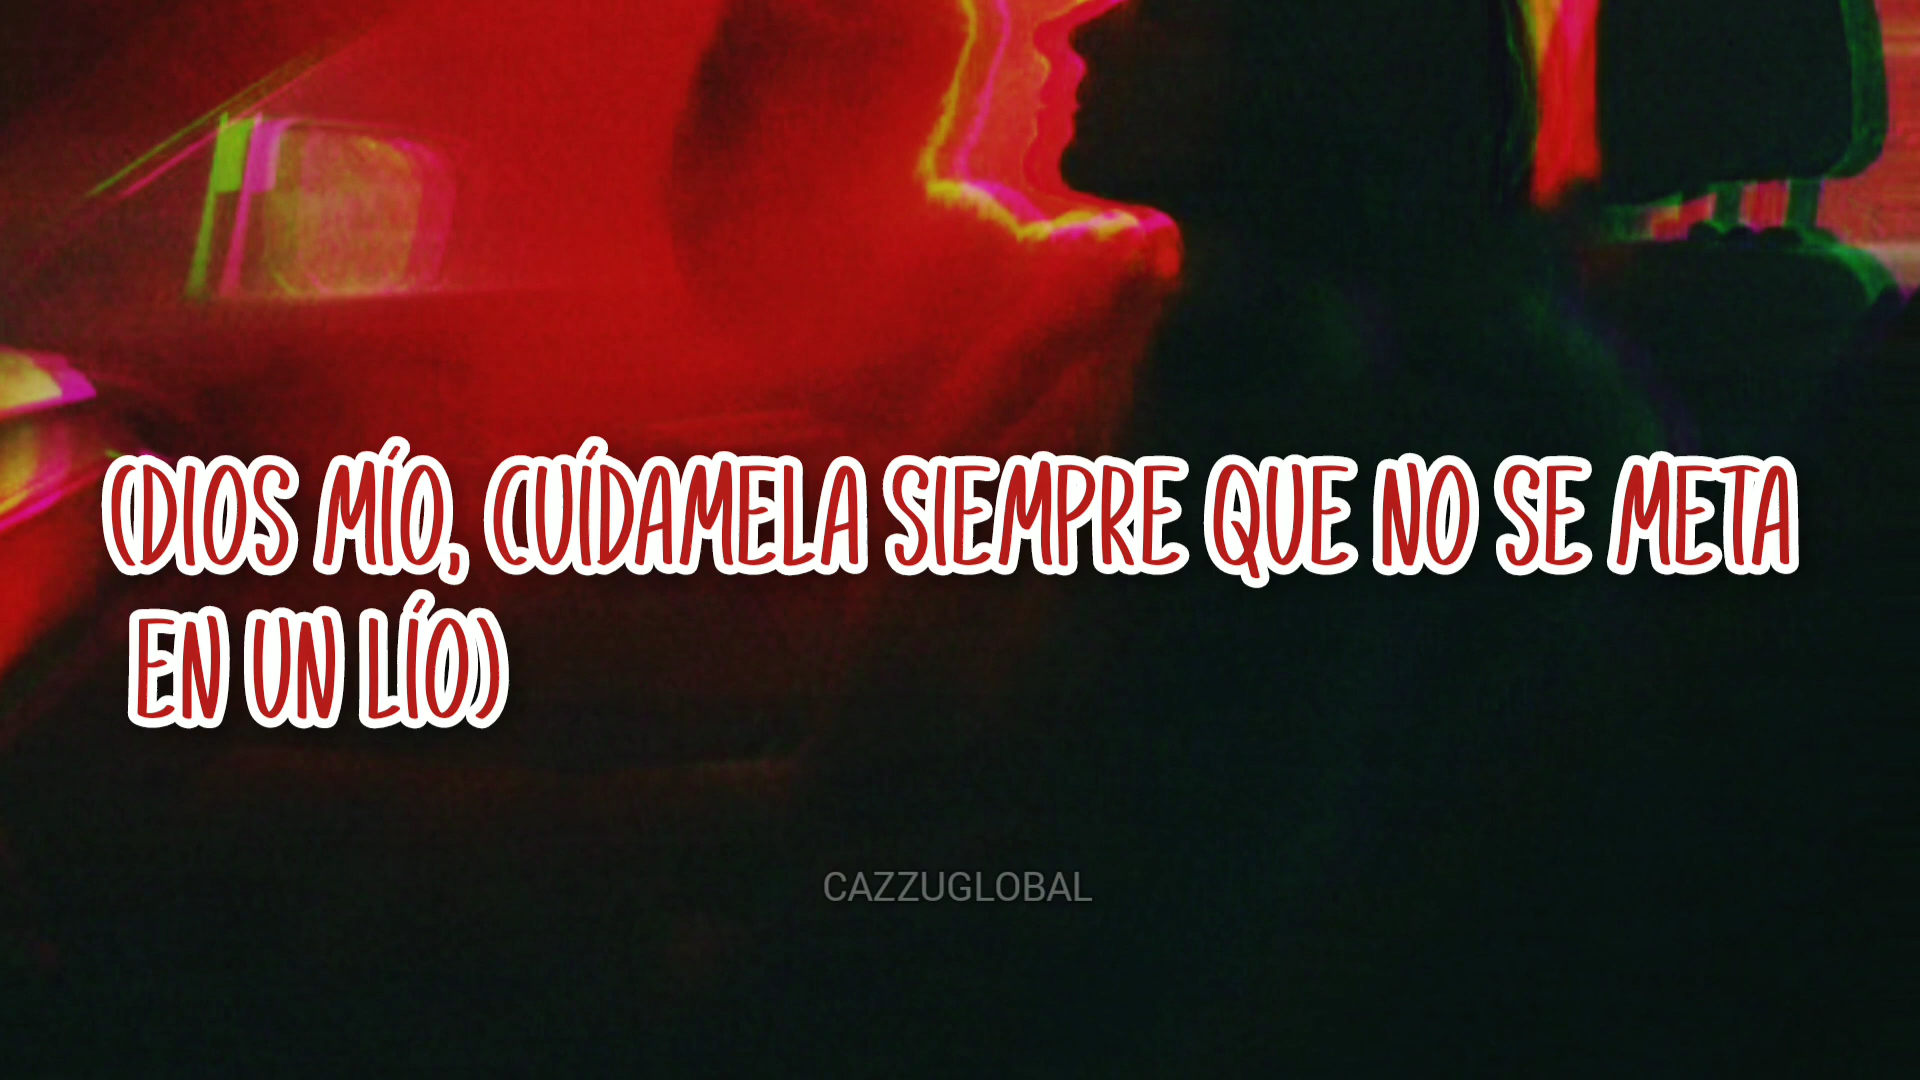 (DIOS MÍO, CUÍDAMELA SIEMPRE QUE NO SE META
EN UN LÍO)
CAZZUGLOBAL